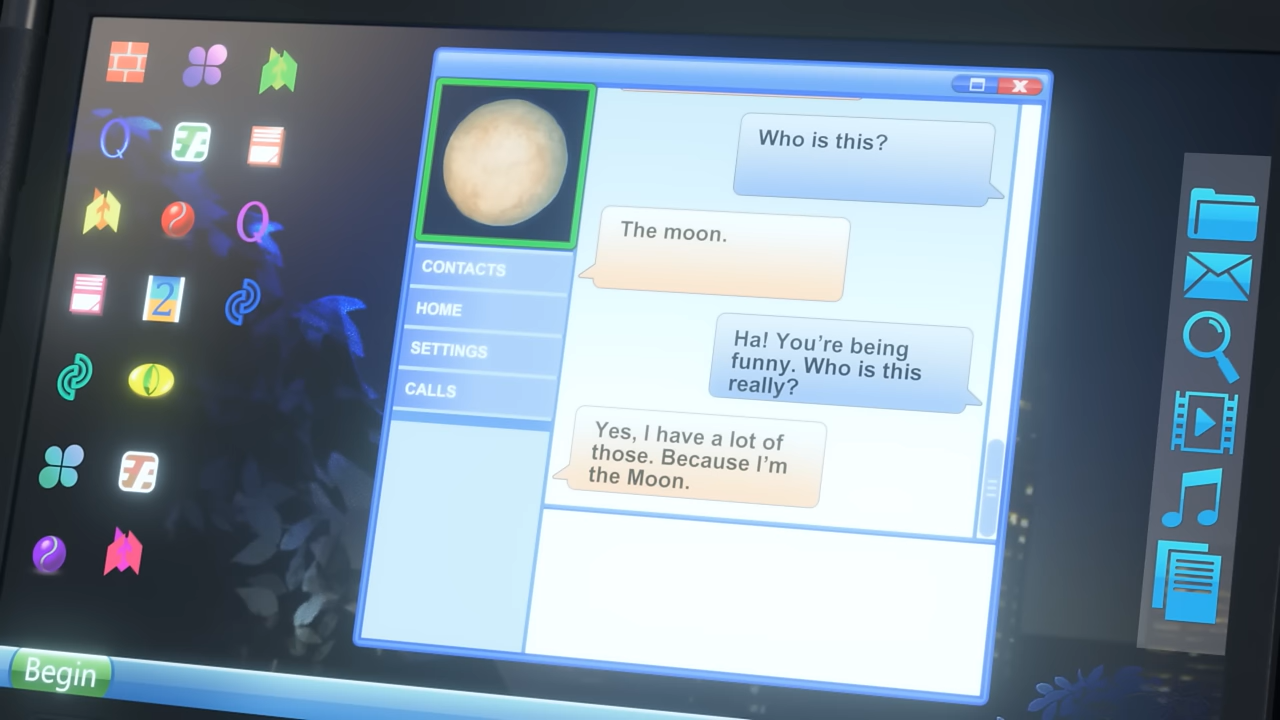 Who is this?
The moon.
Ha! You're being
funny. Who is this
really?
Yes, I have a lot of
those. Because I'm
the Moon.
CONTACTS
HOME
SETTINGS
CALLS
Q
Q
2
Begin